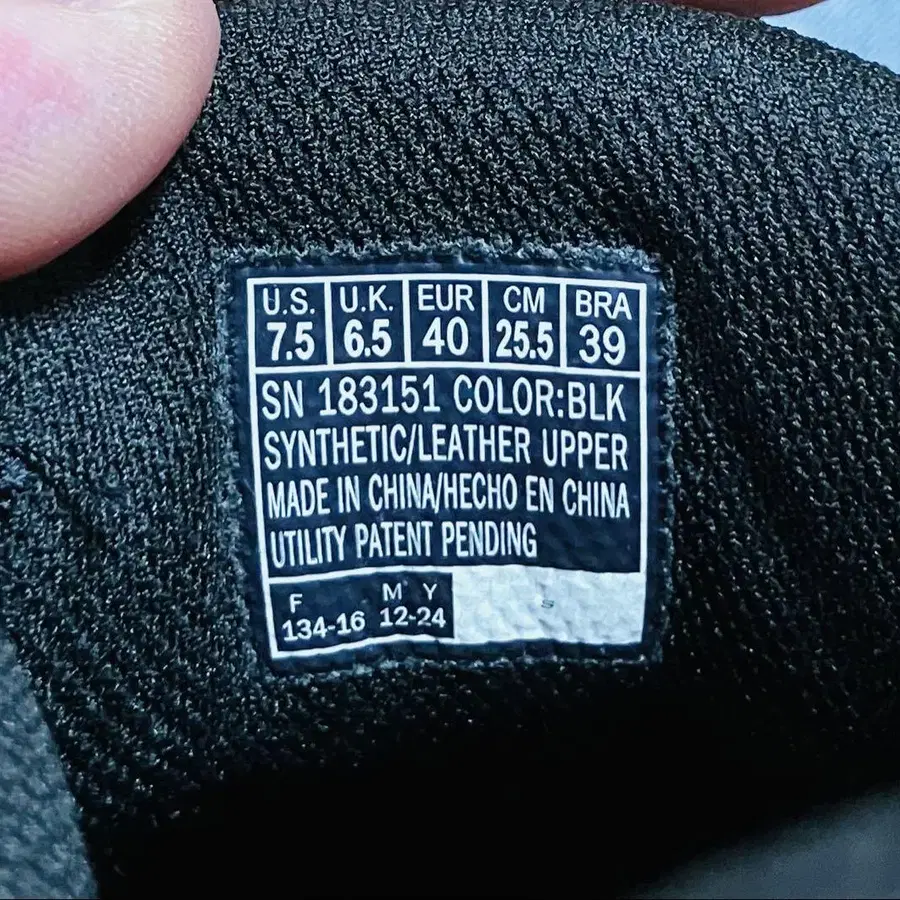 U.S. U.K. EUR CM BRA
7.5 6.5 40 25.5 39
SN 183151 COLOR:BLK
SYNTHETIC/LEATHER UPPER
MADE IN CHINA/HECHO EN CHINA
UTILITY PATENT PENDING
F M Y
134-16 12-24